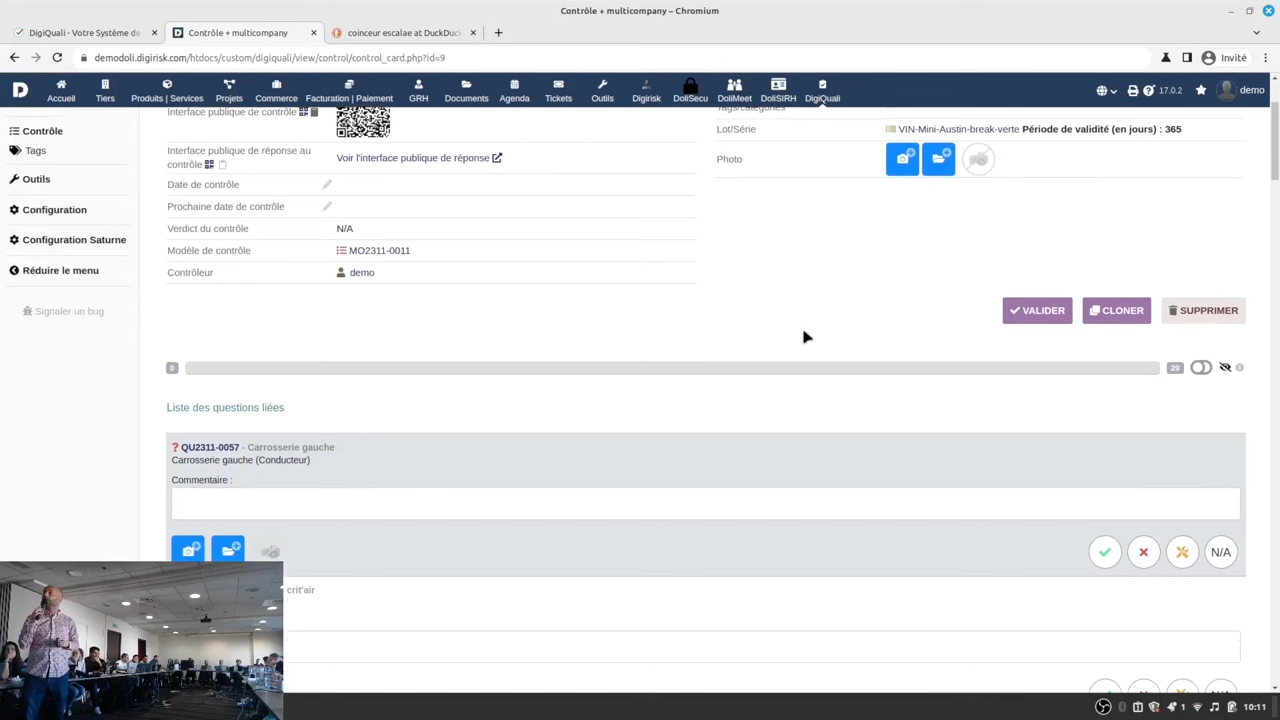 Contrôle + multicompany – Chromium
DigiQuali - Votre Système de
Contrôle + multicompany
coinceur escalae at DuckDuc
demodoli.digirisk.com/htdocs/custom/digiquali/view/control/control_card.php?id=9
Invité
Accueil
Tiers
Produits | Services
Projets
Commerce
Facturation | Paiement
GRH
Documents
Agenda
Tickets
Outils
Digirisk
DoliSecu
DoliMeet
DoliSIRH
DigiQuali
17.0.2
demo
Contrôle
Tags
Outils
Configuration
Configuration Saturne
Réduire le menu
Signaler un bug
Interface publique de contrôle
Interface publique de réponse au
contrôle
Voir l'interface publique de réponse
Date de contrôle
Prochaine date de contrôle
Verdict du contrôle
N/A
Modèle de contrôle
MO2311-0011
Contrôleur
demo
Tags/catégories
Lot/Série
VIN-Mini-Austin-break-verte Période de validité (en jours) : 365
Photo
VALIDER
CLONER
SUPPRIMER
0
29
Liste des questions liées
QU2311-0057 - Carrosserie gauche
Carrosserie gauche (Conducteur)
Commentaire :
N/A
crit'air
N/A
1
10:11